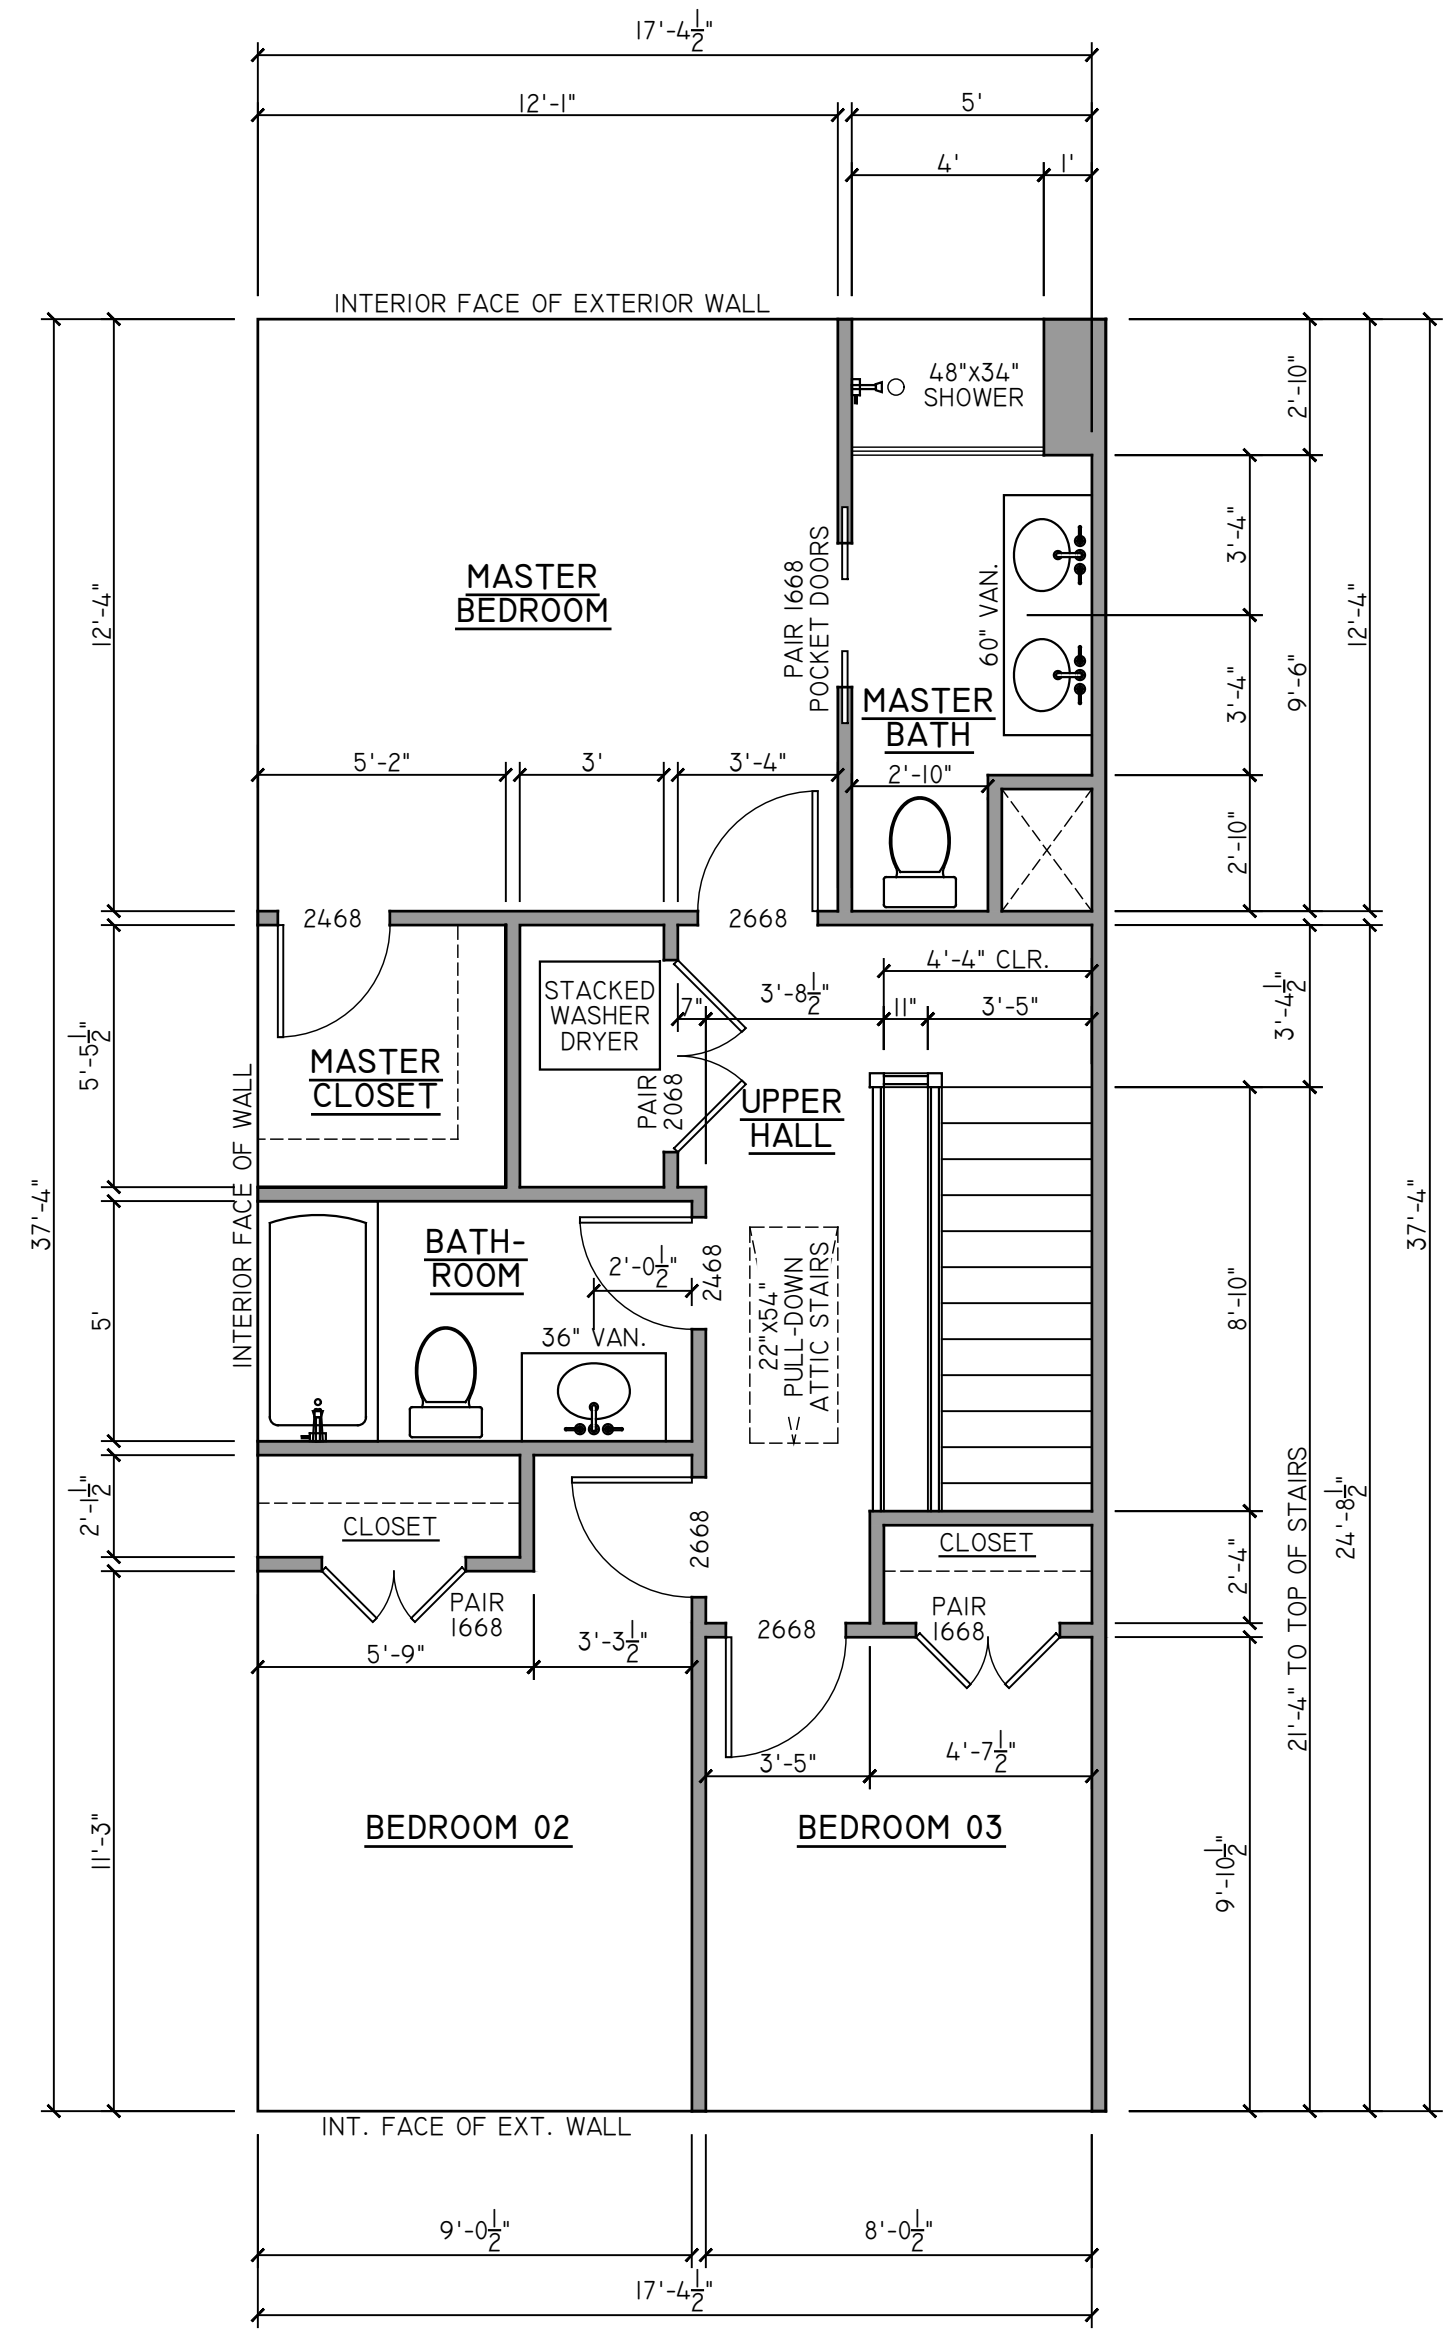 17'-4 1/2"
12'-1"
5'
4'
1'
INTERIOR FACE OF EXTERIOR WALL
48"x34"
SHOWER
2'-10"
3'-4"
PAIR 1668
POCKET DOORS
60" VAN.
MASTER
BEDROOM
12'-4"
12'-4"
3'-4"
9'-6"
MASTER
BATH
5'-2"
3'
3'-4"
2'-10"
2'-10"
2468
2668
4'-4" CLR.
STACKED
WASHER
DRYER
7"
3'-8 1/2"
11"
3'-5"
3'-4 1/2"
5'-5 1/2"
MASTER
CLOSET
PAIR
2068
UPPER
HALL
INTERIOR FACE OF WALL
37'-4"
37'-4"
BATH-
ROOM
2'-0 1/2"
2468
22"x54"
PULL-DOWN
ATTIC STAIRS
8'-10"
5'
36" VAN.
2'-1 1/2"
CLOSET
2668
CLOSET
21'-4" TO TOP OF STAIRS
24'-8 1/2"
2'-4"
PAIR
1668
5'-9"
3'-3 1/2"
2668
PAIR
1668
3'-5"
4'-7 1/2"
11'-3"
BEDROOM 02
BEDROOM 03
9'-10 1/2"
INT. FACE OF EXT. WALL
9'-0 1/2"
8'-0 1/2"
17'-4 1/2"